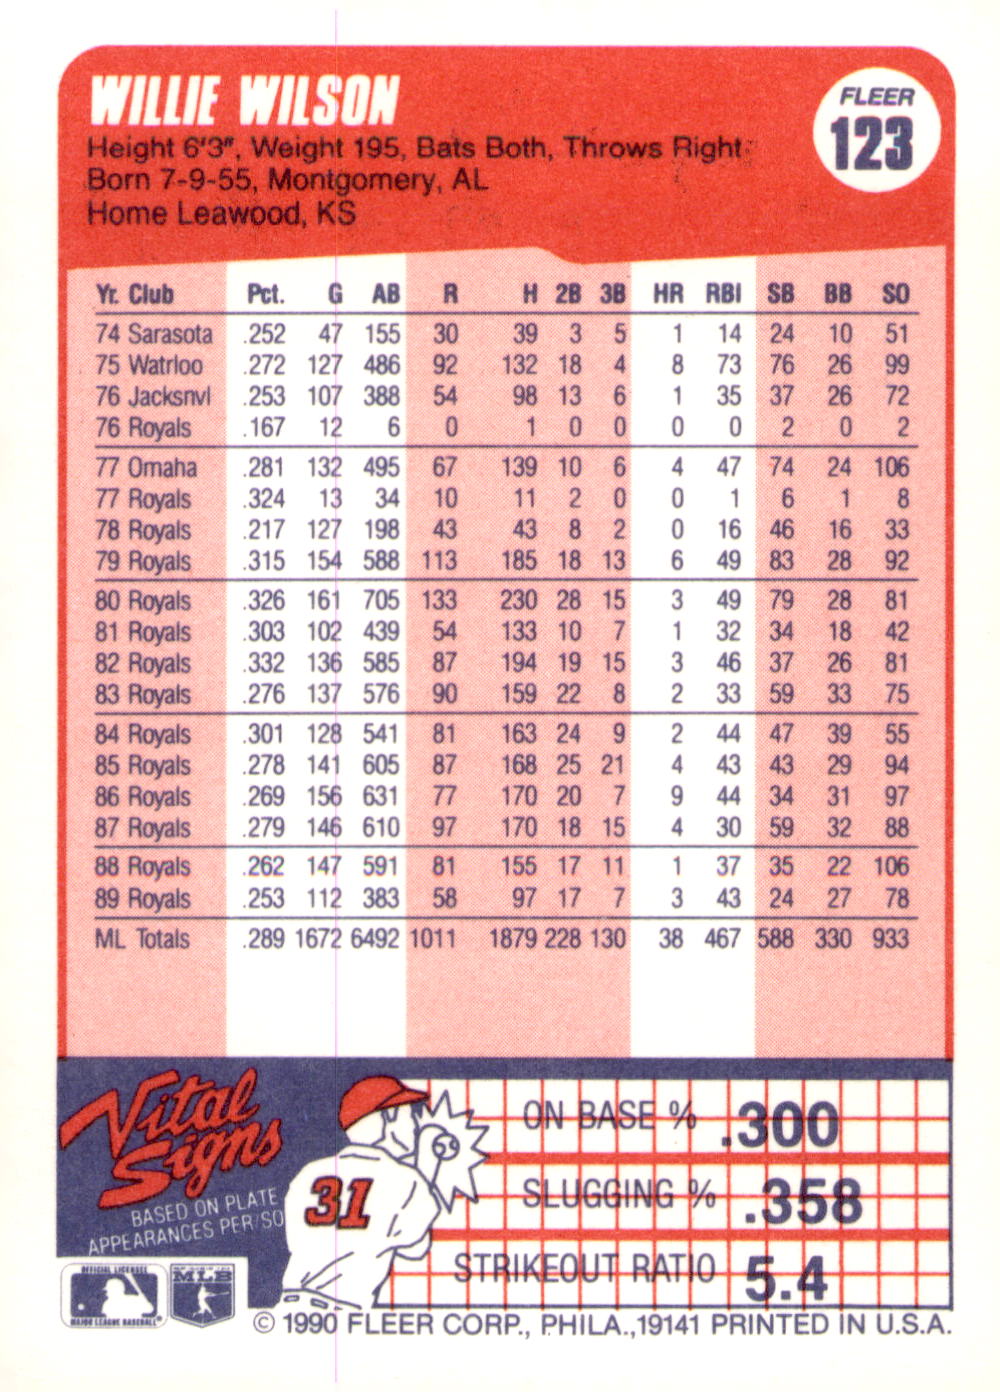 WILLIE WILSON
FLEER
123
Height 6'3", Weight 195, Bats Both, Throws Right
Born 7-9-55, Montgomery, AL
Home Leawood, KS
Yr. Club Pct. G AB R H 2B 3B HR RBI SB BB SO
74 Sarasota .252 47 155 30 39 3 5 1 14 24 10 51
75 Watrloo .272 127 486 92 132 18 4 8 73 76 26 99
76 Jacksnvl .253 107 388 54 98 13 6 1 35 37 26 72
76 Royals .167 12 6 0 1 0 0 0 0 2 0 2
77 Omaha .281 132 495 67 139 10 6 4 47 74 24 106
77 Royals .324 13 34 10 11 2 0 0 1 6 1 8
78 Royals .217 127 198 43 43 8 2 0 16 46 16 33
79 Royals .315 154 588 113 185 18 13 6 49 83 28 92
80 Royals .326 161 705 133 230 28 15 3 49 79 28 81
81 Royals .303 102 439 54 133 10 7 1 32 34 18 42
82 Royals .332 136 585 87 194 19 15 3 46 37 26 81
83 Royals .276 137 576 90 159 22 8 2 33 59 33 75
84 Royals .301 128 541 81 163 24 9 2 44 47 39 55
85 Royals .278 141 605 87 168 25 21 4 43 43 29 94
86 Royals .269 156 631 77 170 20 7 9 44 34 31 97
87 Royals .279 146 610 97 170 18 15 4 30 59 32 88
88 Royals .262 147 591 81 155 17 11 1 37 35 22 106
89 Royals .253 112 383 58 97 17 7 3 43 24 27 78
ML Totals .289 1672 6492 1011 1879 228 130 38 467 588 330 933
Vital
Signs
BASED ON PLATE
APPEARANCES PER/SO
31
ON BASE % .300
SLUGGING % .358
STRIKEOUT RATIO 5.4
OFFICIAL LICENSEE
MAJOR LEAGUE BASEBALL
MLB
© 1990 FLEER CORP., PHILA.,19141 PRINTED IN U.S.A.